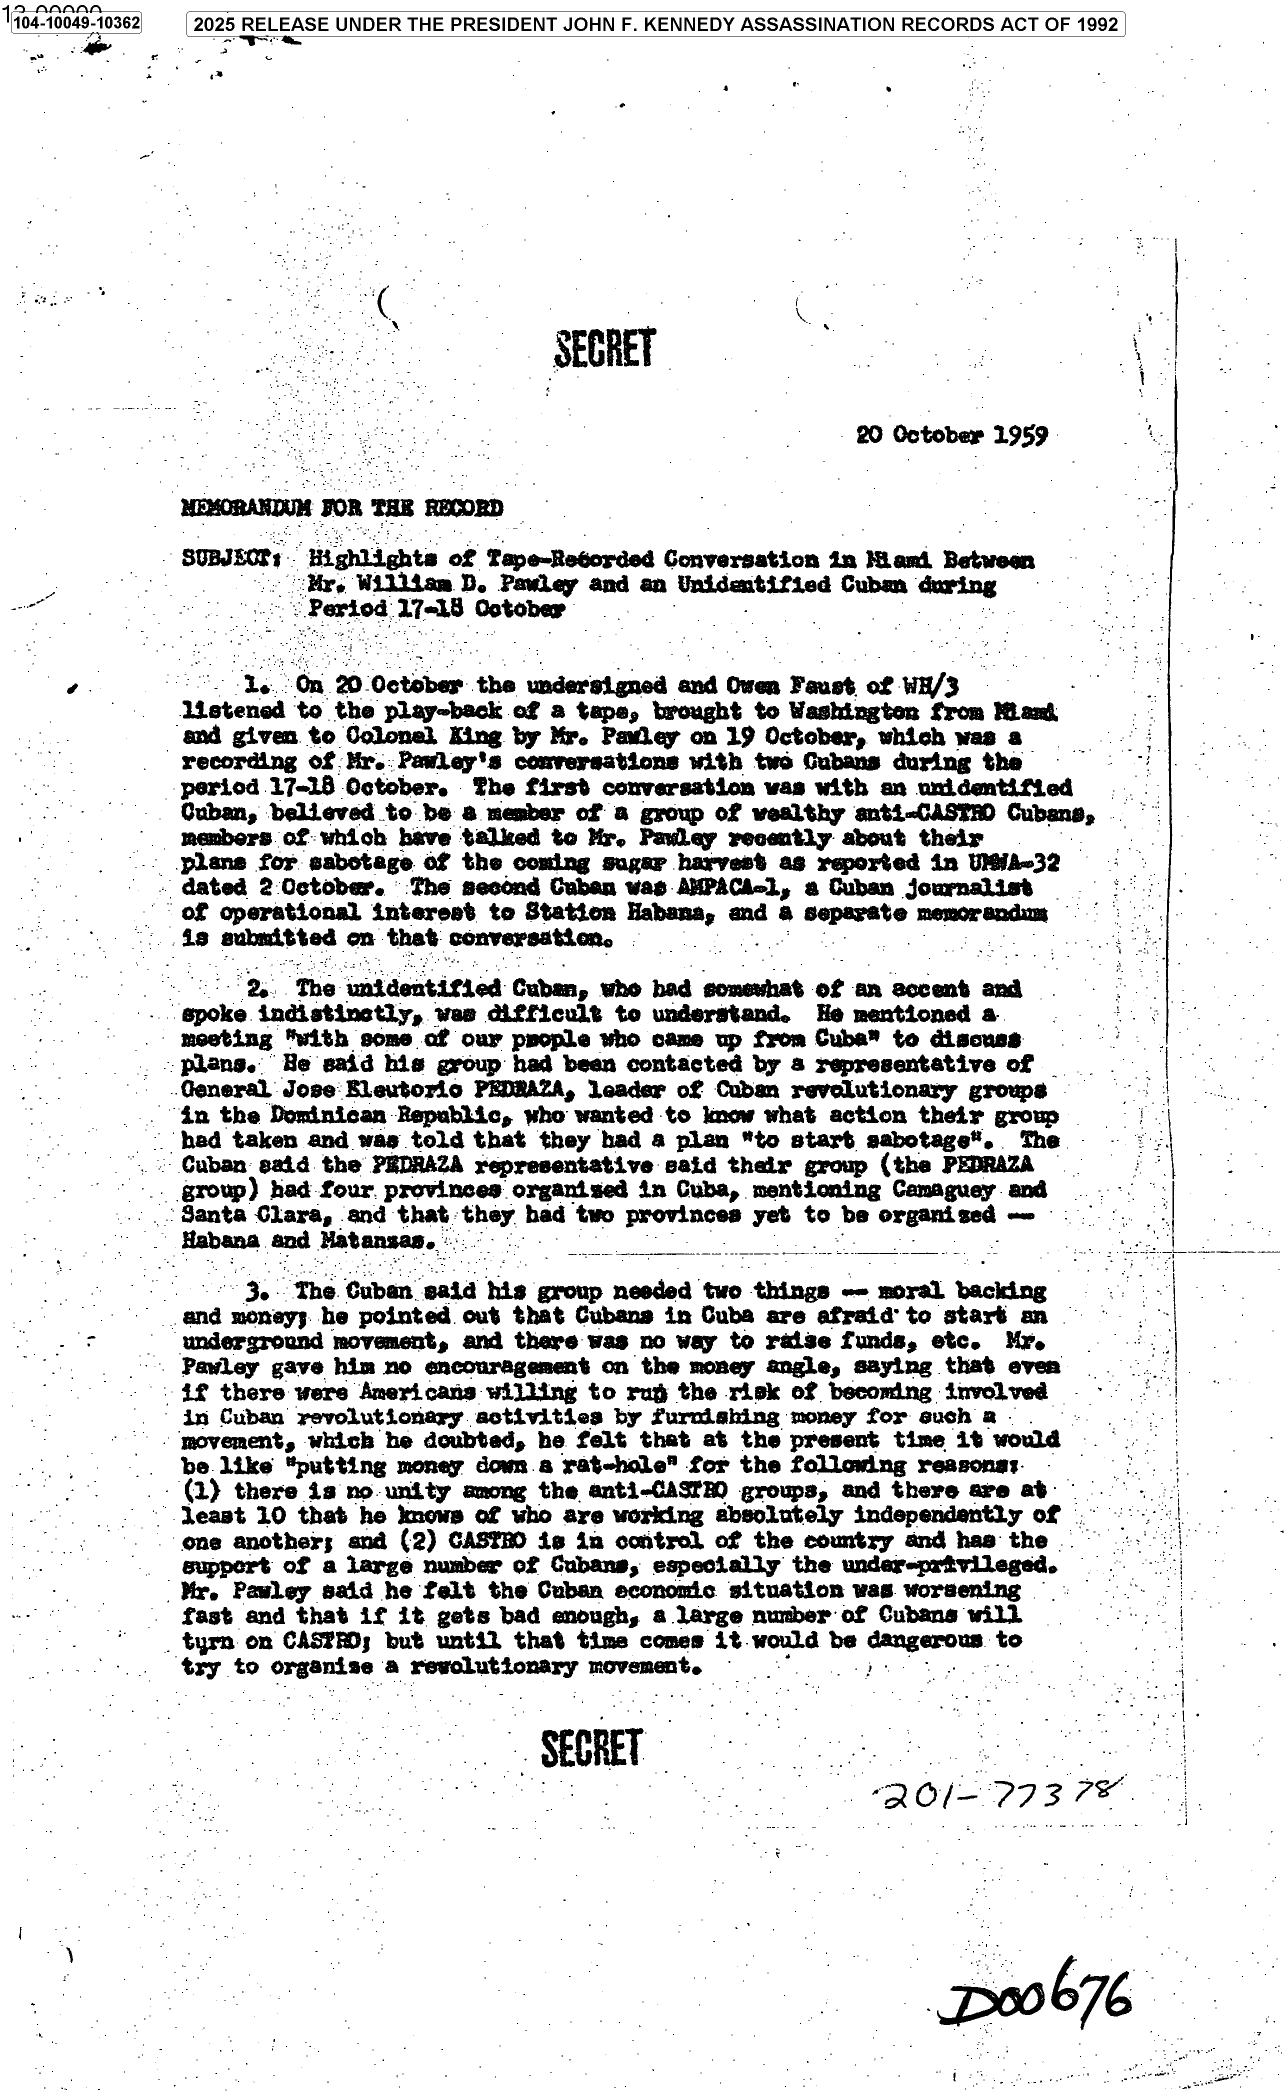 104-10049-10362
2025 RELEASE UNDER THE PRESIDENT JOHN F. KENNEDY ASSASSINATION RECORDS ACT OF 1992
SECRET
20 October 1959
MEMORANDUM FOR THE RECORD
SUBJECT: Highlights of Tape-Recorded Conversation in Miami Between
Mr. William D. Pawley and an Unidentified Cuban during
Period 17-18 October
1. On 20 October the undersigned and Owen Faust of WH/3
listened to the play-back of a tape, brought to Washington from Miami
and given to Colonel King by Mr. Pawley on 19 October, which was a
recording of Mr. Pawley's conversations with two Cubans during the
period 17-18 October. The first conversation was with an unidentified
Cuban, believed to be a member of a group of wealthy anti-CASTRO Cubans,
members of which have talked to Mr. Pawley recently about their
plans for sabotage of the coming sugar harvest as reported in UMWA-32
dated 2 October. The second Cuban was AMPACA-1, a Cuban journalist
of operational interest to Station Habana, and a separate memorandum
is submitted on that conversation.
2. The unidentified Cuban, who had somewhat of an accent and
spoke indistinctly, was difficult to understand. He mentioned a
meeting "with some of our people who came up from Cuba" to discuss
plans. He said his group had been contacted by a representative of
General Jose Eleutorio PEDRAZA, leader of Cuban revolutionary groups
in the Dominican Republic, who wanted to know what action their group
had taken and was told that they had a plan "to start sabotage". The
Cuban said the PEDRAZA representative said their group (the PEDRAZA
group) had four provinces organized in Cuba, mentioning Camaguey and
Santa Clara, and that they had two provinces yet to be organized --
Habana and Matanzas.
3. The Cuban said his group needed two things -- moral backing
and money; he pointed out that Cubans in Cuba are afraid to start an
underground movement, and there was no way to raise funds, etc. Mr.
Pawley gave him no encouragement on the money angle, saying that even
if there were Americans willing to run the risk of becoming involved
in Cuban revolutionary activities by furnishing money for such a
movement, which he doubted, he felt that at the present time it would
be like "putting money down a rat-hole" for the following reasons:
(1) there is no unity among the anti-CASTRO groups, and there are at
least 10 that he knows of who are working absolutely independently of
one another; and (2) CASTRO is in control of the country and has the
support of a large number of Cubans, especially the under-privileged.
Mr. Pawley said he felt the Cuban economic situation was worsening
fast and that if it gets bad enough, a large number of Cubans will
turn on CASTRO; but until that time comes it would be dangerous to
try to organize a revolutionary movement.
SECRET
201-77378
D00676